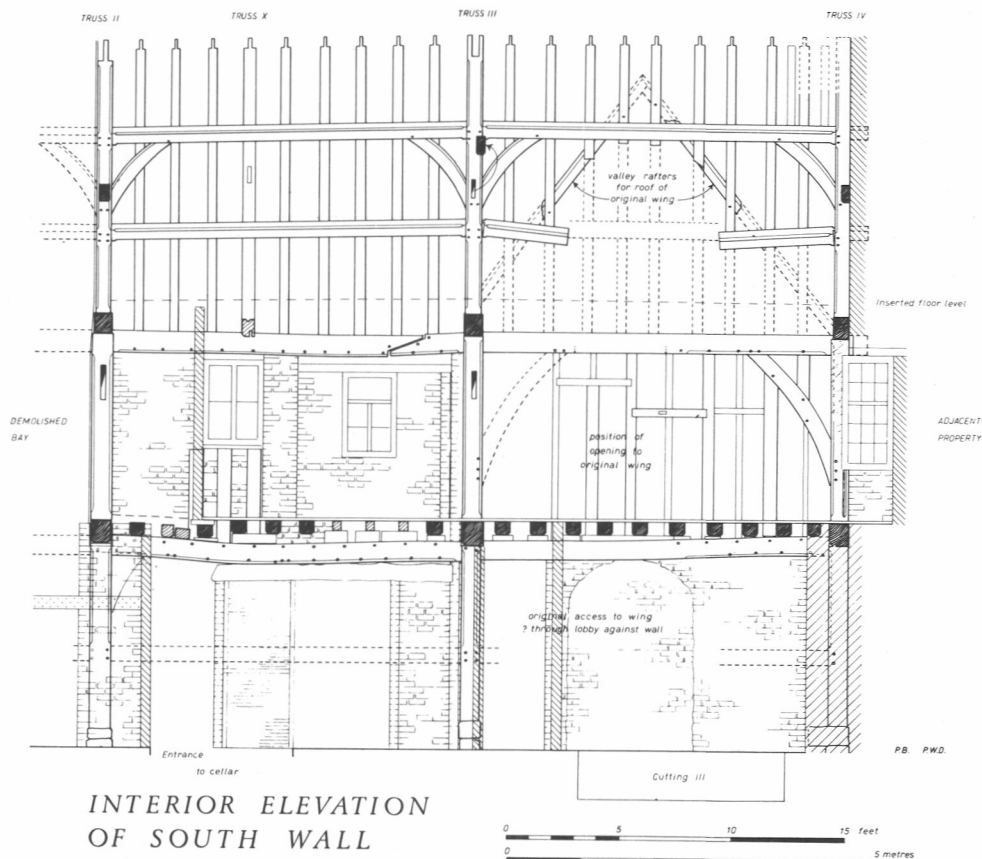 TRUSS II
TRUSS X
TRUSS III
TRUSS IV
valley rafters
for roof of
original wing
Inserted floor level
DEMOLISHED
BAY
position of
opening to
original wing
ADJACENT
PROPERTY
original access to wing
? through lobby against wall
Entrance
to cellar
Cutting III
P.B. P.W.D.
INTERIOR ELEVATION
OF SOUTH WALL
0 5 10 15 feet
0 5 metres